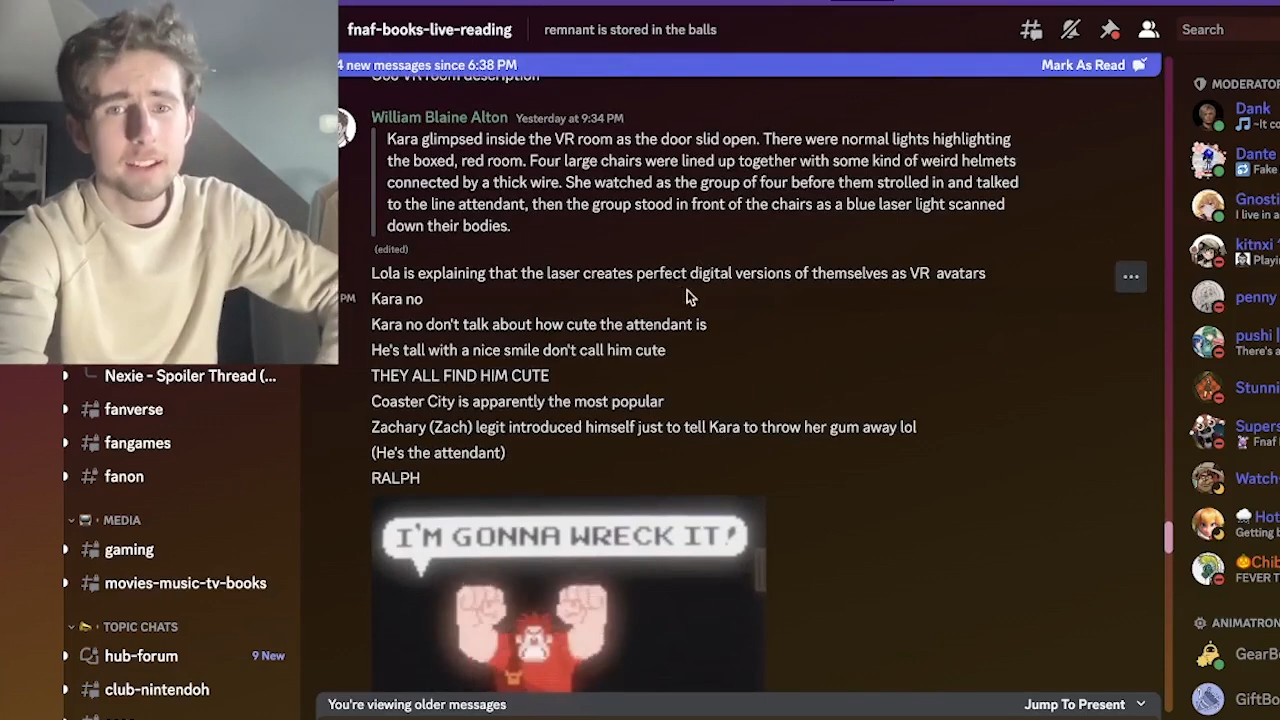 fnaf-books-live-reading
remnant is stored in the balls
Search
4 new messages since 6:38 PM
Mark As Read
VR room description
William Blaine Alton Yesterday at 9:34 PM
Kara glimpsed inside the VR room as the door slid open. There were normal lights highlighting
the boxed, red room. Four large chairs were lined up together with some kind of weird helmets
connected by a thick wire. She watched as the group of four before them strolled in and talked
to the line attendant, then the group stood in front of the chairs as a blue laser light scanned
down their bodies.
(edited)
Lola is explaining that the laser creates perfect digital versions of themselves as VR avatars
PM
Kara no
Kara no don't talk about how cute the attendant is
He's tall with a nice smile don't call him cute
THEY ALL FIND HIM CUTE
Coaster City is apparently the most popular
Zachary (Zach) legit introduced himself just to tell Kara to throw her gum away lol
(He's the attendant)
RALPH
I'M GONNA WRECK IT!
You're viewing older messages
Jump To Present
Nexie - Spoiler Thread (...
fanverse
fangames
fanon
MEDIA
gaming
movies-music-tv-books
TOPIC CHATS
hub-forum
9 New
club-nintendoh
MODERATOR
Dank
~It co
Dante
Fake
Gnosti
I live in a
kitnxi
Playin
penny
pushi |
There's a
Stunni
Supers
Fnaf
Watch
Hot
Getting b
Chib
FEVER T
ANIMATRON
GearBo
GiftBo